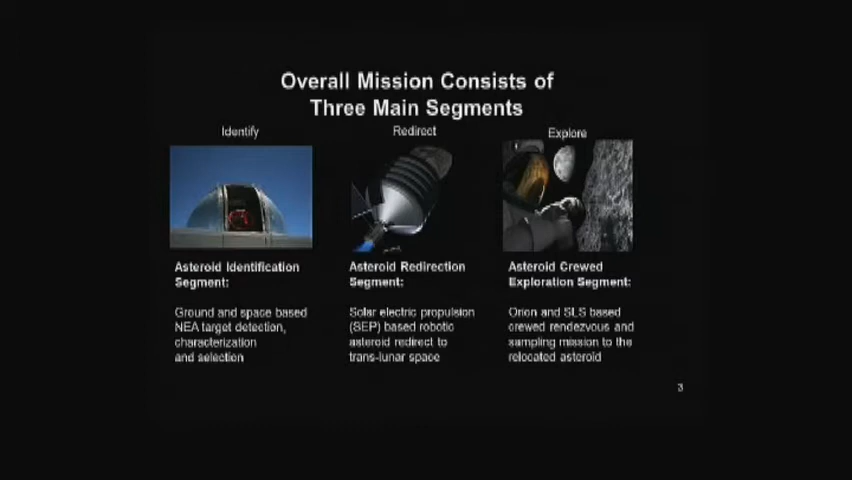 Overall Mission Consists of
Three Main Segments
Identify
Redirect
Explore
Asteroid Identification
Segment:
Ground and space based
NEA target detection,
characterization
and selection
Asteroid Redirection
Segment:
Solar electric propulsion
(SEP) based robotic
asteroid redirect to
trans-lunar space
Asteroid Crewed
Exploration Segment:
Orion and SLS based
crewed rendezvous and
sampling mission to the
relocated asteroid
3